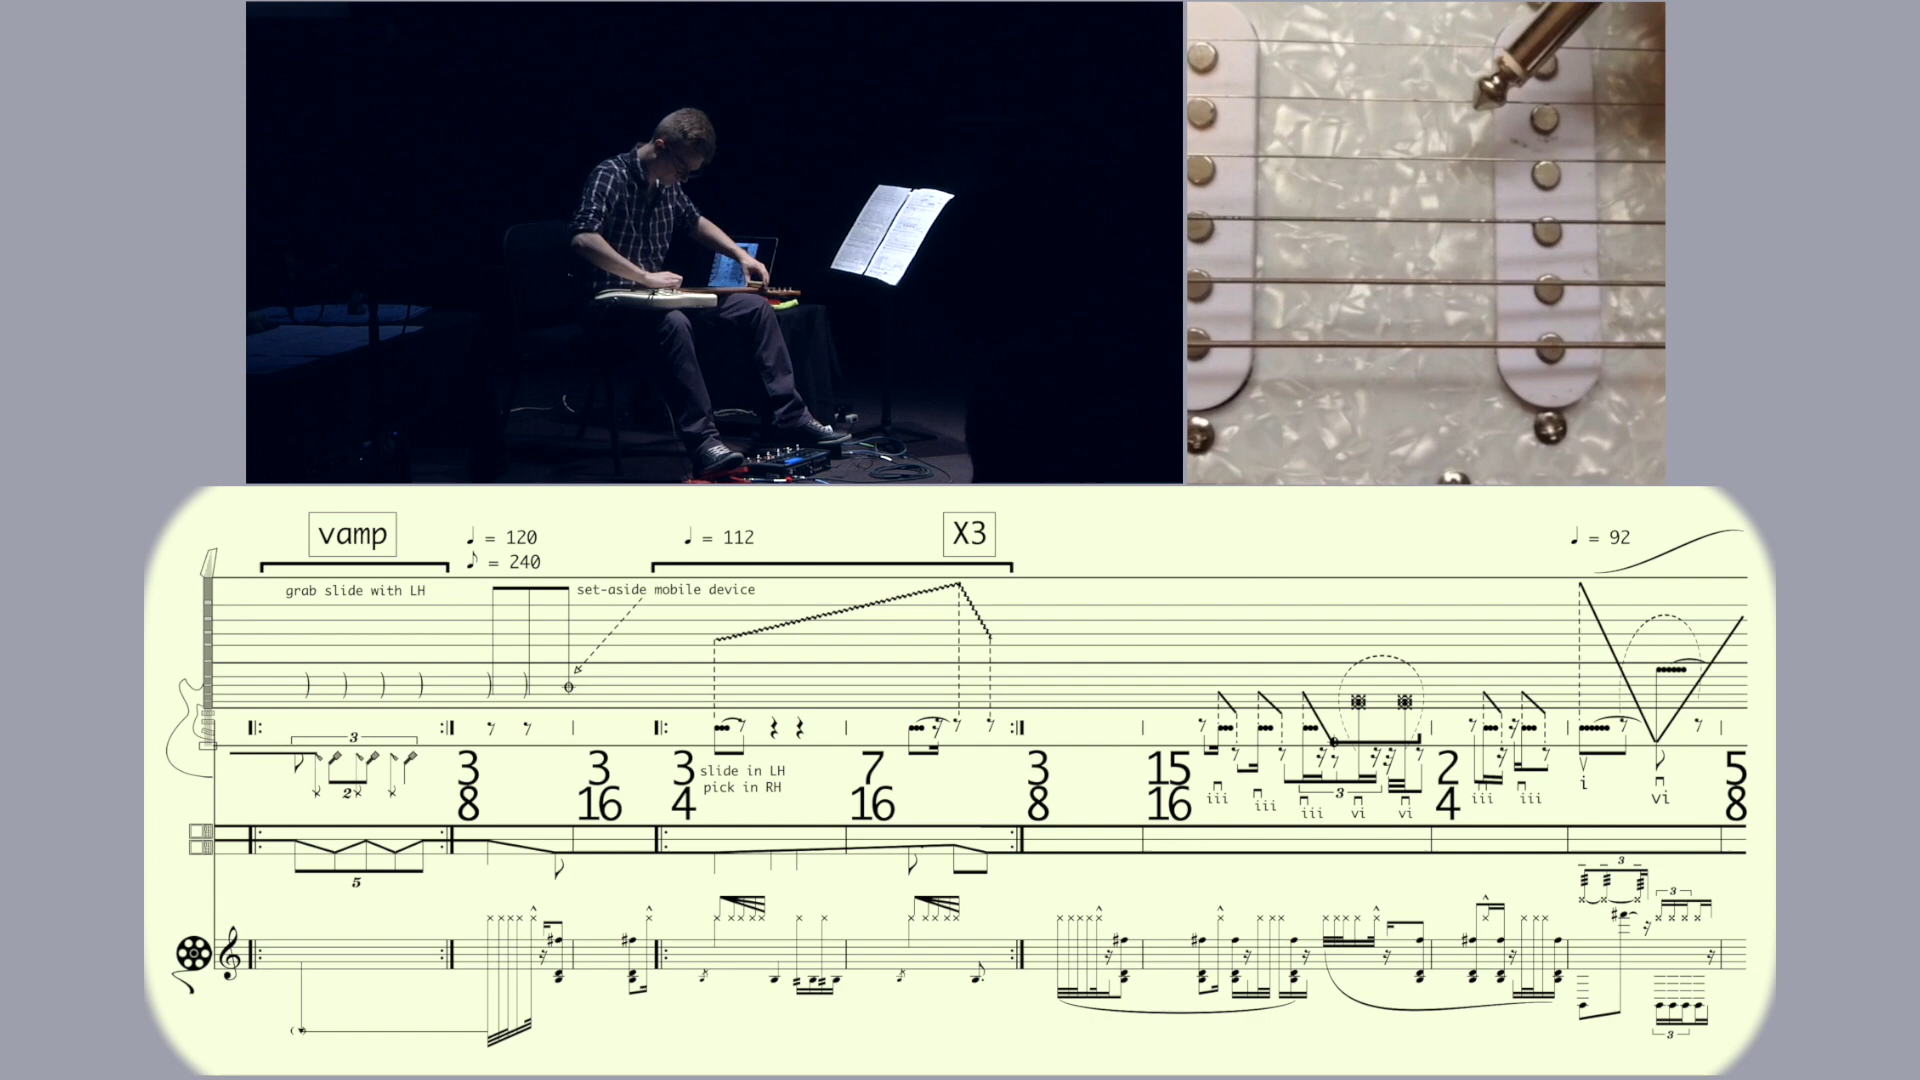 vamp
♩ = 120
♪ = 240
♩ = 112
X3
♩ = 92
grab slide with LH
set-aside mobile device
3
2
3
8
3
16
3
4
slide in LH
pick in RH
7
16
3
8
15
16
iii
iii
3
iii
vi
vi
2
4
iii
iii
i
vi
5
8
5
3
3
3